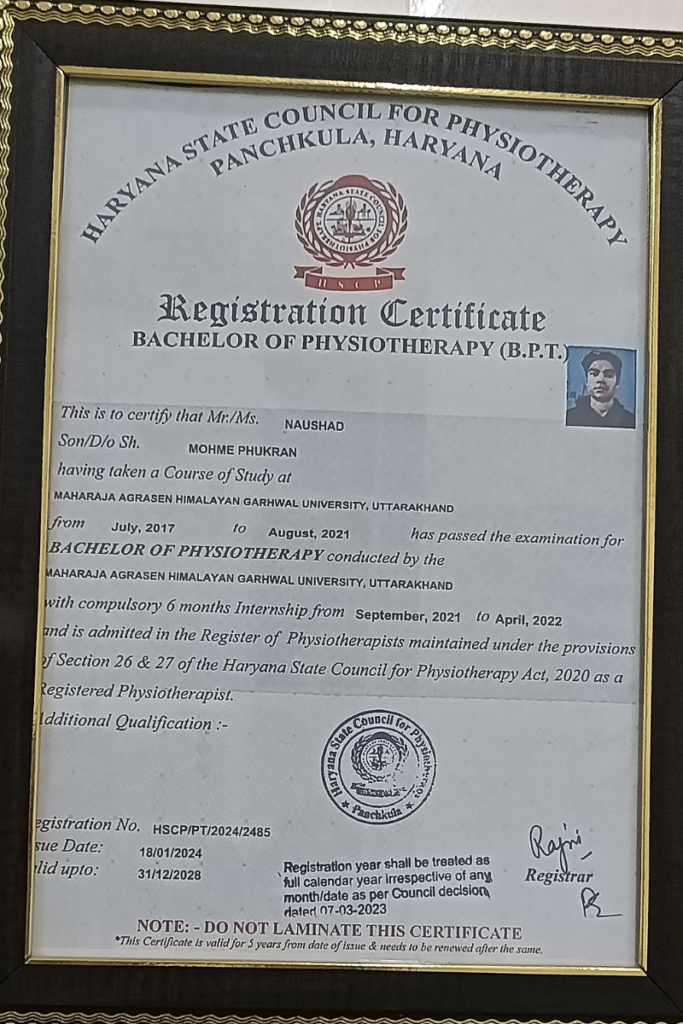 HARYANA STATE COUNCIL FOR PHYSIOTHERAPY
PANCHKULA, HARYANA
HARYANA STATE COUNCIL FOR PHYSIOTHERAPY
H S C P
Registration Certificate
BACHELOR OF PHYSIOTHERAPY (B.P.T.)
This is to certify that Mr./Ms. NAUSHAD
Son/D/o Sh. MOHME PHUKRAN
having taken a Course of Study at
MAHARAJA AGRASEN HIMALAYAN GARHWAL UNIVERSITY, UTTARAKHAND
from July, 2017 to August, 2021 has passed the examination for
BACHELOR OF PHYSIOTHERAPY conducted by the
MAHARAJA AGRASEN HIMALAYAN GARHWAL UNIVERSITY, UTTARAKHAND
with compulsory 6 months Internship from September, 2021 to April, 2022
and is admitted in the Register of Physiotherapists maintained under the provisions
of Section 26 & 27 of the Haryana State Council for Physiotherapy Act, 2020 as a
Registered Physiotherapist.
Additional Qualification :-
Haryana State Council for Physiotherapy
Panchkula
egistration No. HSCP/PT/2024/2485
sue Date: 18/01/2024
lid upto: 31/12/2028
Registration year shall be treated as
full calendar year irrespective of any
month/date as per Council decision
dated 07-03-2023
Rajni
Registrar
NOTE: - DO NOT LAMINATE THIS CERTIFICATE
*This Certificate is valid for 5 years from date of issue & needs to be renewed after the same.